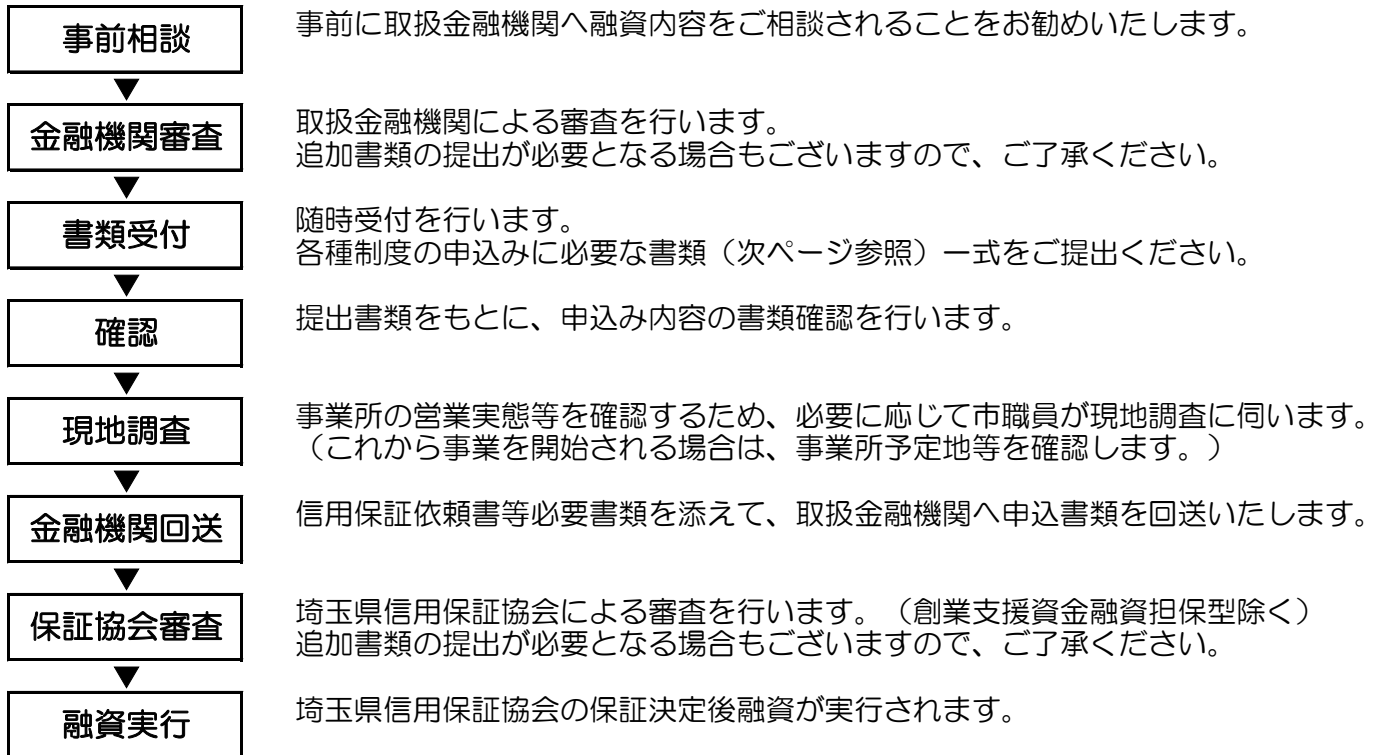 事前相談
事前に取扱金融機関へ融資内容をご相談されることをお勧めいたします。
▼
金融機関審査
取扱金融機関による審査を行います。
追加書類の提出が必要となる場合もございますので、ご了承ください。
▼
書類受付
随時受付を行います。
各種制度の申込みに必要な書類（次ページ参照）一式をご提出ください。
▼
確認
提出書類をもとに、申込み内容の書類確認を行います。
▼
現地調査
事業所の営業実態等を確認するため、必要に応じて市職員が現地調査に伺います。
（これから事業を開始される場合は、事業所予定地等を確認します。）
▼
金融機関回送
信用保証依頼書等必要書類を添えて、取扱金融機関へ申込書類を回送いたします。
▼
保証協会審査
埼玉県信用保証協会による審査を行います。（創業支援資金融資担保型除く）
追加書類の提出が必要となる場合もございますので、ご了承ください。
▼
融資実行
埼玉県信用保証協会の保証決定後融資が実行されます。